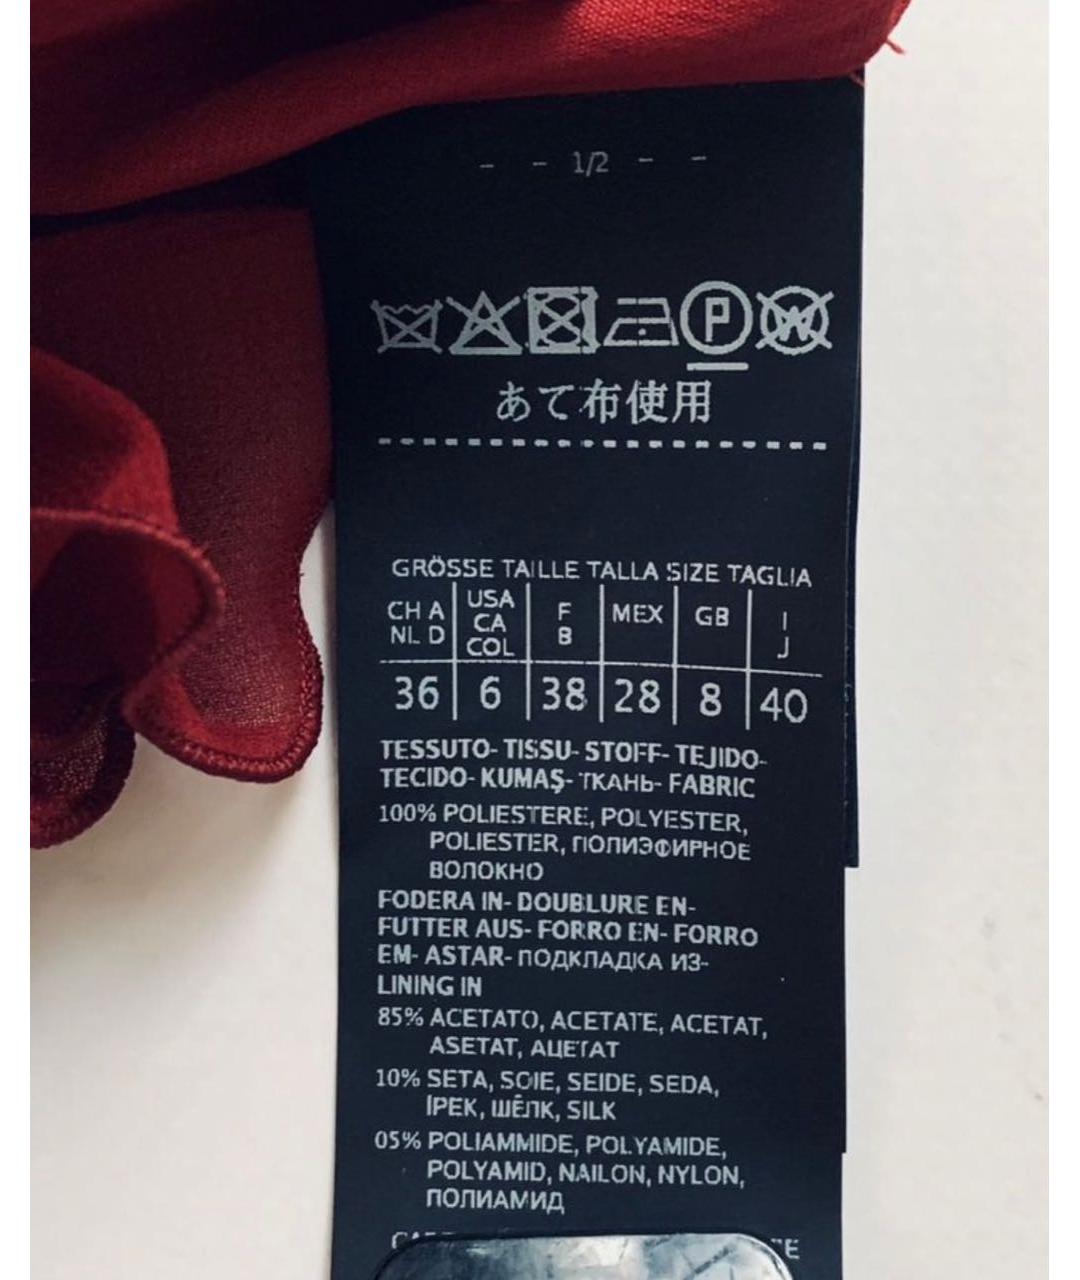 - - 1/2 - -
P W
あて布使用
GRÖSSE TAILLE TALLA SIZE TAGLIA
CH A NL D USA CA COL F B MEX GB I J
36 6 38 28 8 40
TESSUTO- TISSU- STOFF- TEJIDO-
TECIDO- KUMAŞ- ТКАНЬ- FABRIC
100% POLIESTERE, POLYESTER,
POLIESTER, ПОЛИЭФИРНОЕ
ВОЛОКНО
FODERA IN- DOUBLURE EN-
FUTTER AUS- FORRO EN- FORRO
EM- ASTAR- ПОДКЛАДКА ИЗ-
LINING IN
85% ACETATO, ACETATE, ACETAT,
ASETAT, АЦЕТАТ
10% SETA, SOIE, SEIDE, SEDA,
İPEK, ШЁЛК, SILK
05% POLIAMMIDE, POLYAMIDE,
POLYAMID, NAILON, NYLON,
ПОЛИАМИД